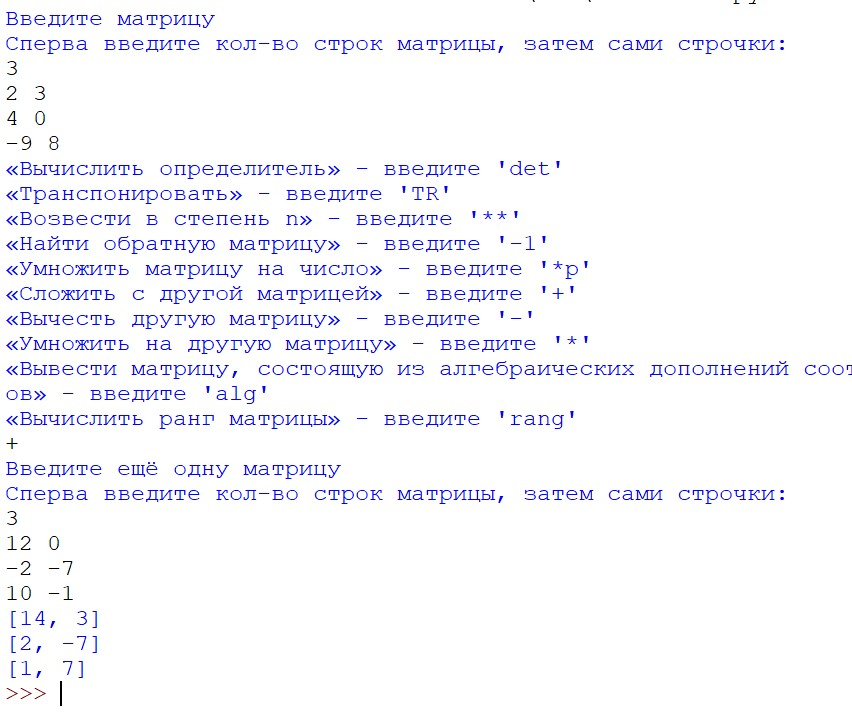 Введите матрицу
Сперва введите кол-во строк матрицы, затем сами строчки:
3
2 3
4 0
-9 8
«Вычислить определитель» - введите 'det'
«Транспонировать» - введите 'TR'
«Возвести в степень n» - введите '**'
«Найти обратную матрицу» - введите '-1'
«Умножить матрицу на число» - введите '*p'
«Сложить с другой матрицей» - введите '+'
«Вычесть другую матрицу» - введите '-'
«Умножить на другую матрицу» - введите '*'
«Вывести матрицу, состоящую из алгебраических дополнений
ов» - введите 'alg'
«Вычислить ранг матрицы» - введите 'rang'
+
Введите ещё одну матрицу
Сперва введите кол-во строк матрицы, затем сами строчки:
3
12 0
-2 -7
10 -1
[14, 3]
[2, -7]
[1, 7]
>>>